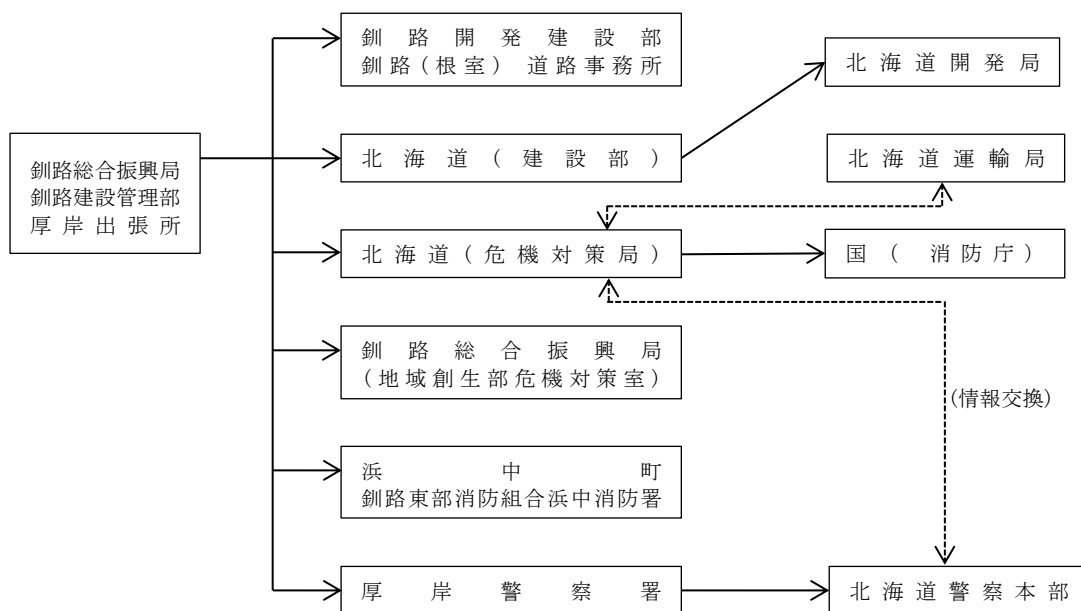 釧路総合振興局
釧路建設管理部
厚岸出張所
釧路開発建設部
釧路(根室)道路事務所
北海道(建設部)
北海道(危機対策局)
釧路総合振興局
(地域創生部危機対策室)
浜中町
釧路東部消防組合浜中消防署
厚岸警察署
北海道開発局
北海道運輸局
国(消防庁)
(情報交換)
北海道警察本部